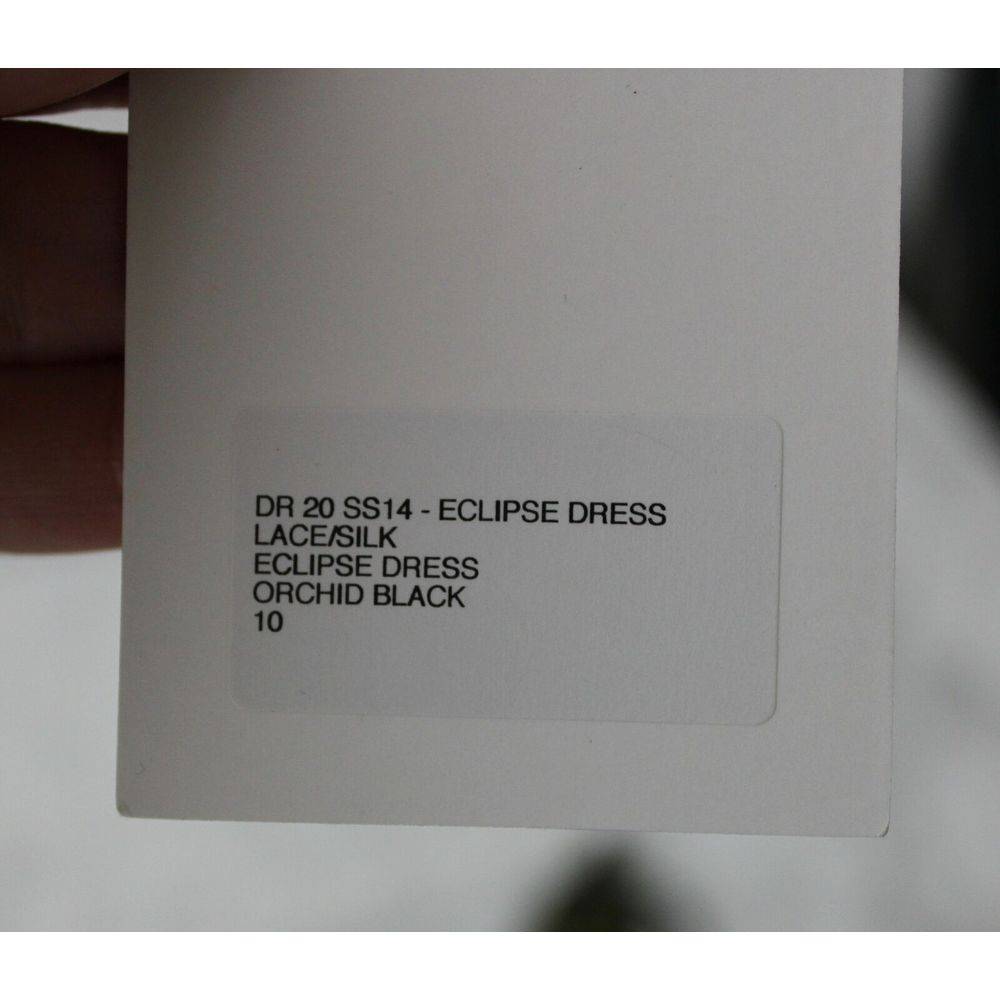 DR 20 SS14 - ECLIPSE DRESS
LACE/SILK
ECLIPSE DRESS
ORCHID BLACK
10